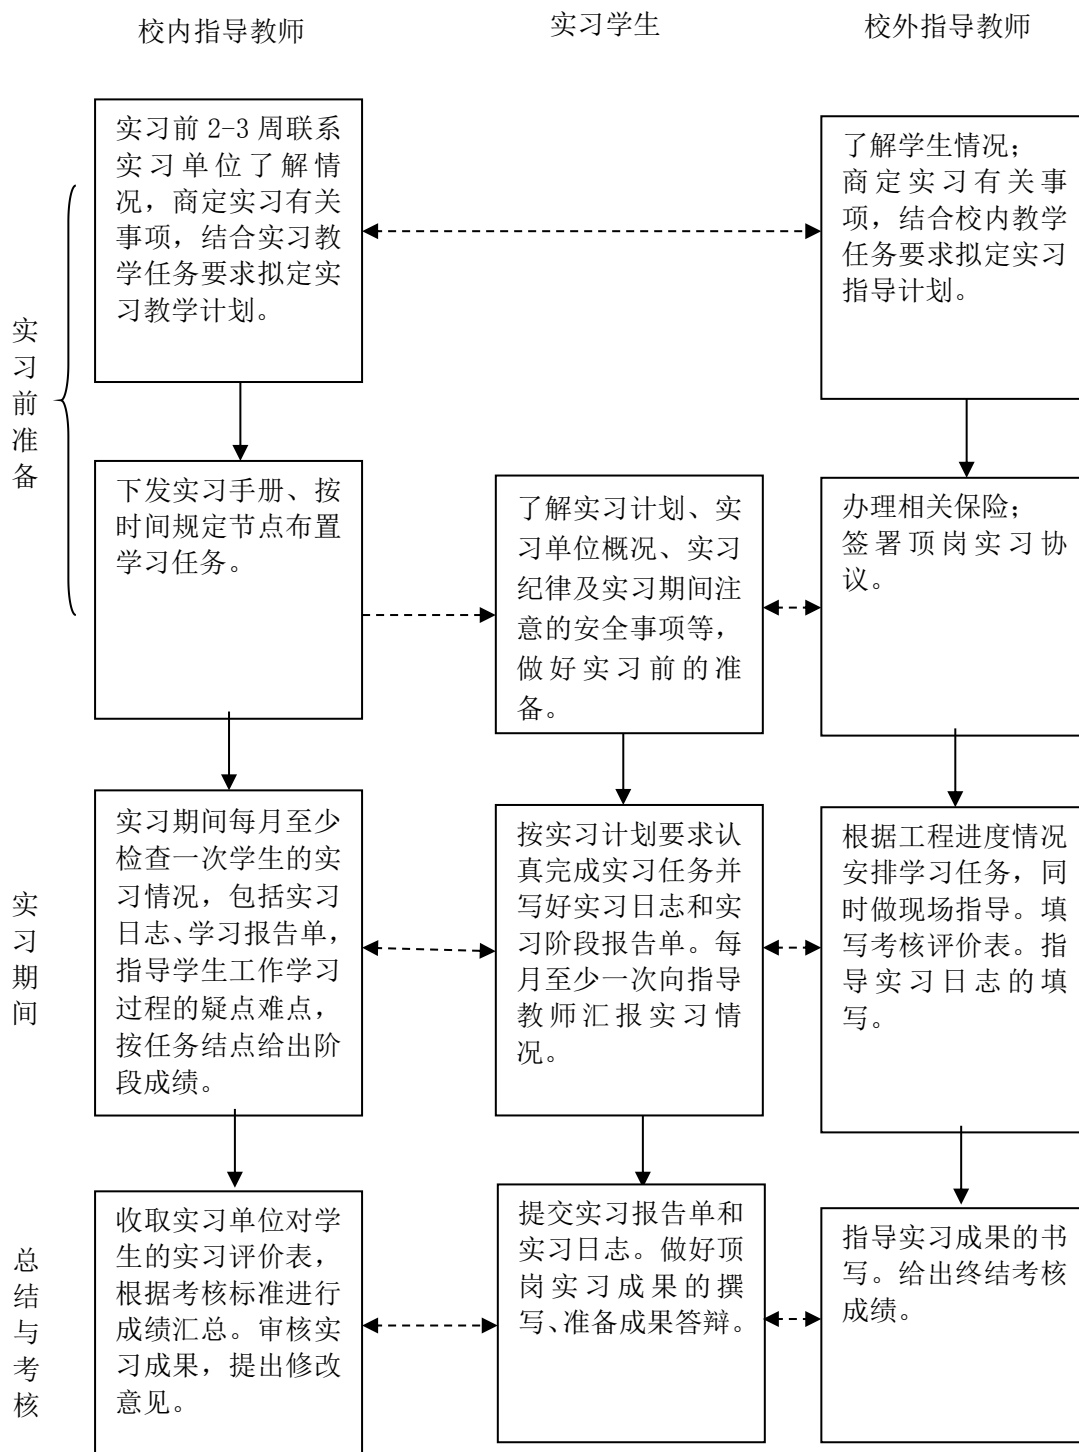 校内指导教师
实习学生
校外指导教师
实习前准备
实习前 2-3 周联系
实习单位了解情
况，商定实习有关
事项，结合实习教
学任务要求拟定实
习教学计划。
了解学生情况；
商定实习有关事
项，结合校内教学
任务要求拟定实习
指导计划。
下发实习手册、按
时间规定节点布置
学习任务。
了解实习计划、实
习单位概况、实习
纪律及实习期间注
意的安全事项等，
做好实习前的准
备。
办理相关保险；
签署顶岗实习协
议。
实习期间
实习期间每月至少
检查一次学生的实
习情况，包括实习
日志、学习报告单，
指导学生工作学习
过程的疑点难点，
按任务结点给出阶
段成绩。
按实习计划要求认
真完成实习任务并
写好实习日志和实
习阶段报告单。每
月至少一次向指导
教师汇报实习情
况。
根据工程进度情况
安排学习任务，同
时做现场指导。填
写考核评价表。指
导实习日志的填
写。
总结与考核
收取实习单位对学
生的实习评价表，
根据考核标准进行
成绩汇总。审核实
习成果，提出修改
意见。
提交实习报告单和
实习日志。做好顶
岗实习成果的撰
写、准备成果答辩。
指导实习成果的书
写。给出终结考核
成绩。